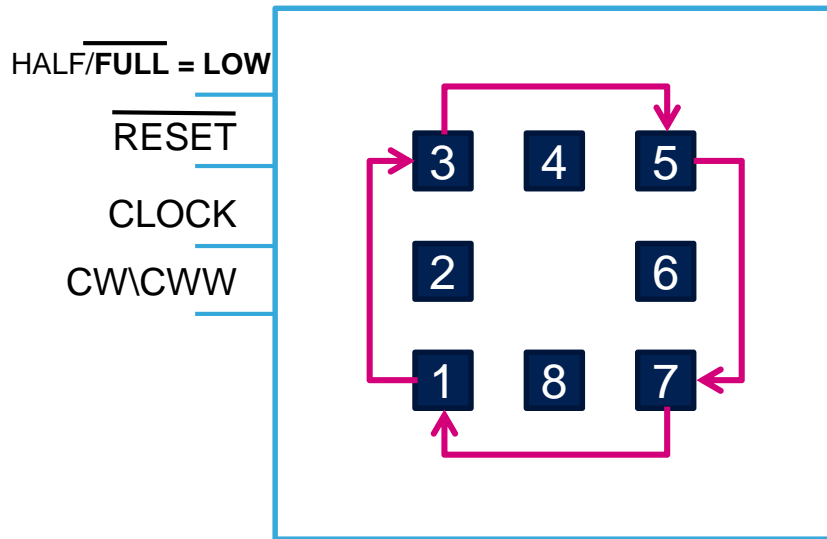 HALF/FULL = LOW
RESET
CLOCK
CW\CWW
3 4 5
2 6
1 8 7